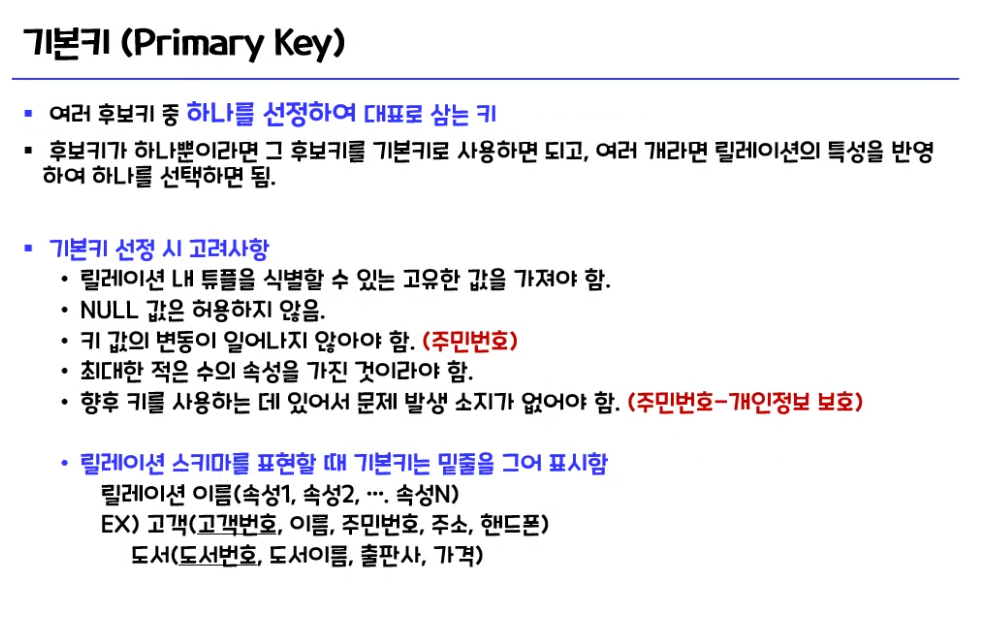 기본키 (Primary Key)
▪ 여러 후보키 중 하나를 선정하여 대표로 삼는 키
▪ 후보키가 하나뿐이라면 그 후보키를 기본키로 사용하면 되고, 여러 개라면 릴레이션의 특성을 반영
하여 하나를 선택하면 됨.
▪ 기본키 선정 시 고려사항
• 릴레이션 내 튜플을 식별할 수 있는 고유한 값을 가져야 함.
• NULL 값은 허용하지 않음.
• 키 값의 변동이 일어나지 않아야 함. (주민번호)
• 최대한 적은 수의 속성을 가진 것이라야 함.
• 향후 키를 사용하는 데 있어서 문제 발생 소지가 없어야 함. (주민번호-개인정보 보호)
• 릴레이션 스키마를 표현할 때 기본키는 밑줄을 그어 표시함
릴레이션 이름(속성1, 속성2, …. 속성N)
EX) 고객(고객번호, 이름, 주민번호, 주소, 핸드폰)
도서(도서번호, 도서이름, 출판사, 가격)